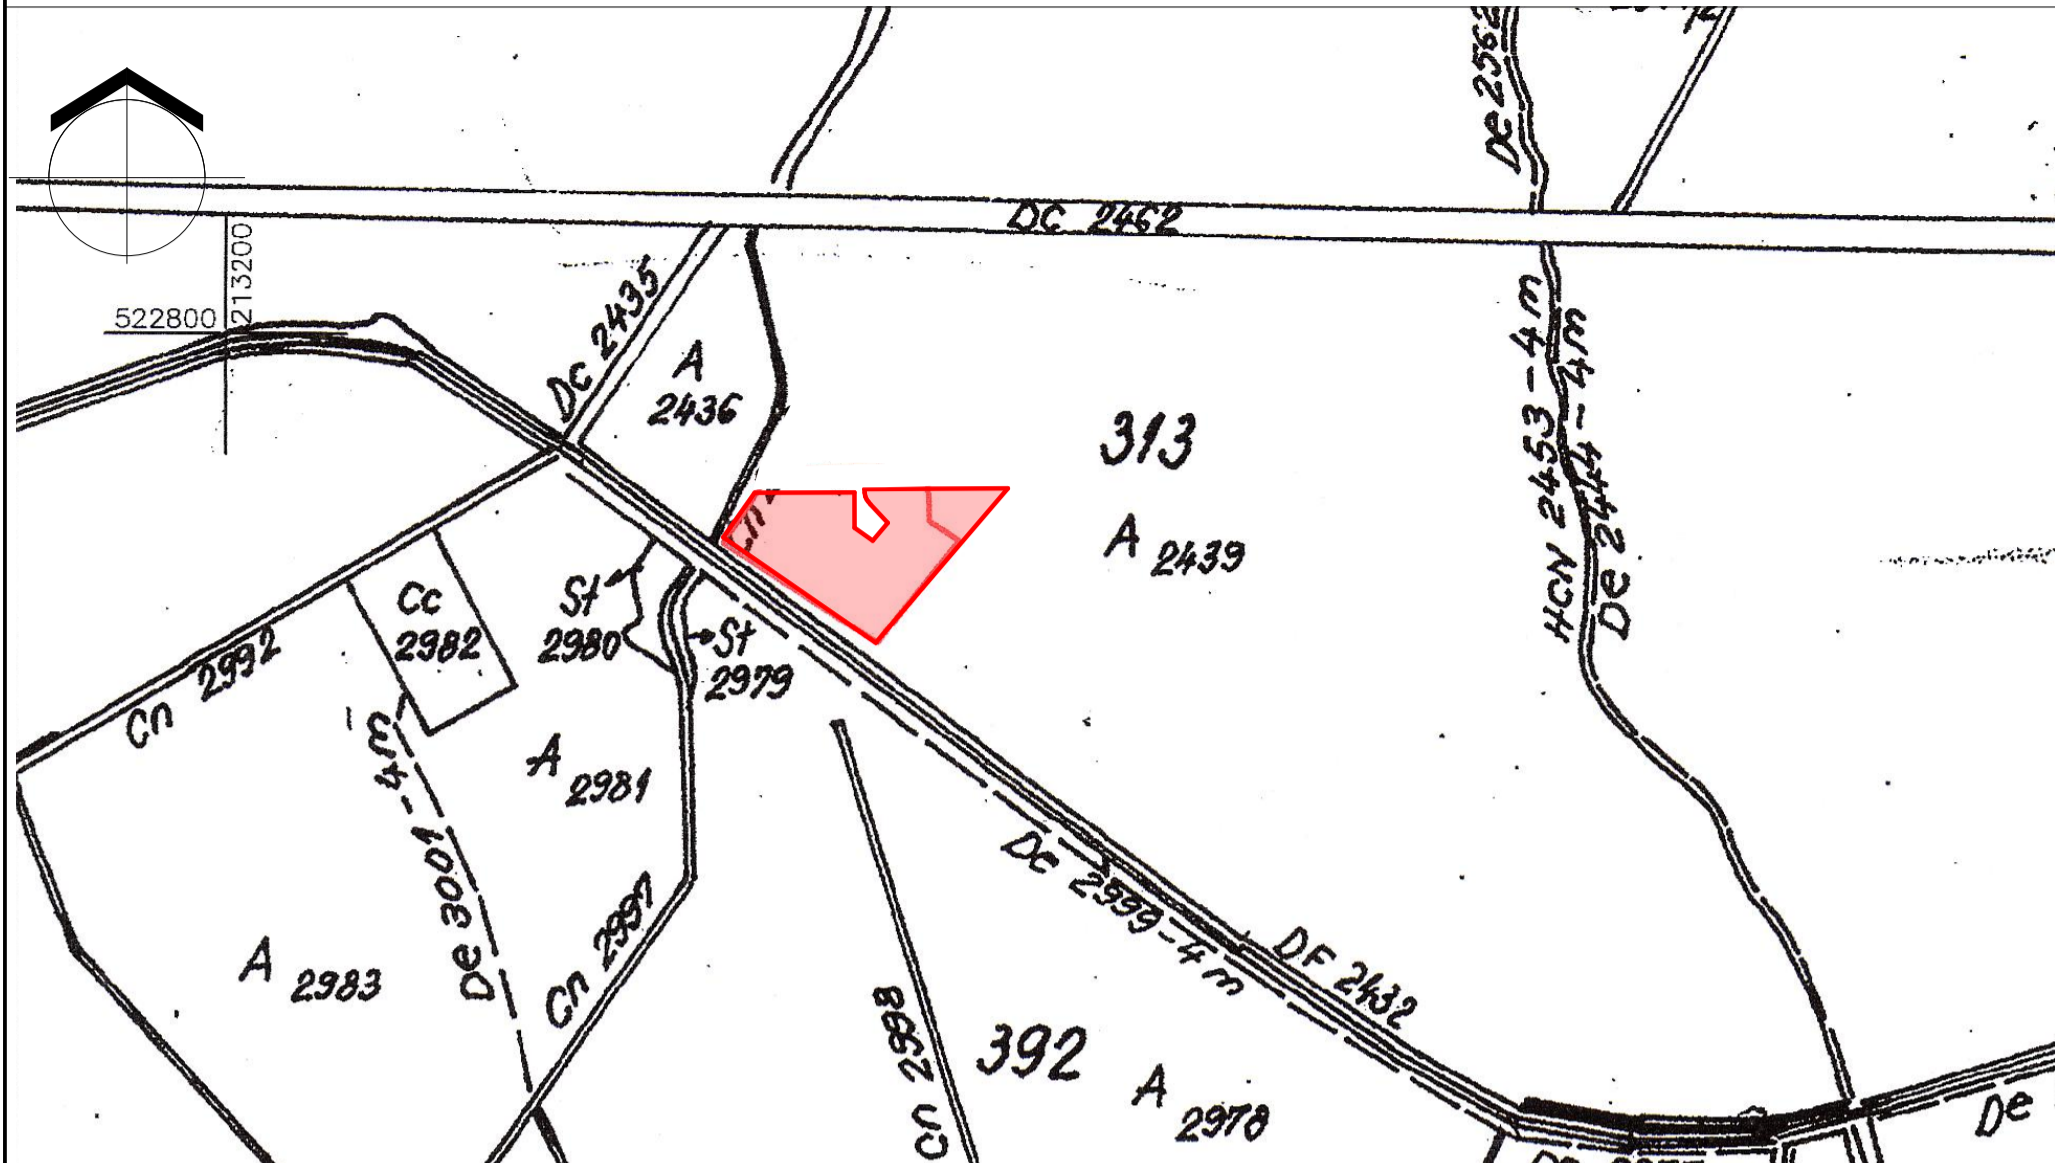 De 2562
DC 2462
213200
522800
Dc 2435
A
2436
313
HCN 2453-4m
De 2444-4m
A 2439
Cc
2982
St
2980
St
2979
Cn 2992
A 2981
De 3001-4m
Cn 2997
A 2983
Dc 2599-4m
DF 2432
Cn 2998
392
A 2978
De